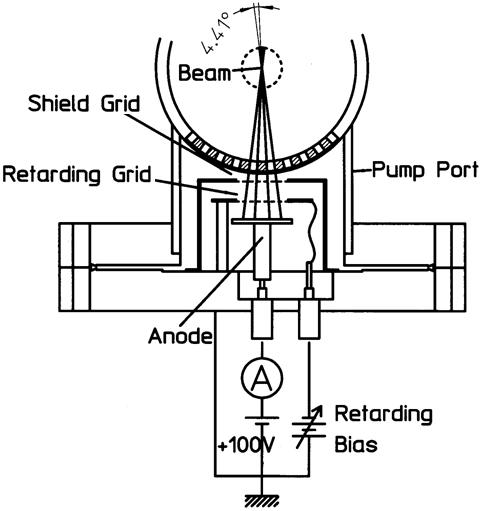 4.41°
Beam
Shield Grid
Retarding Grid
Pump Port
Anode
A
Retarding
+100V
Bias